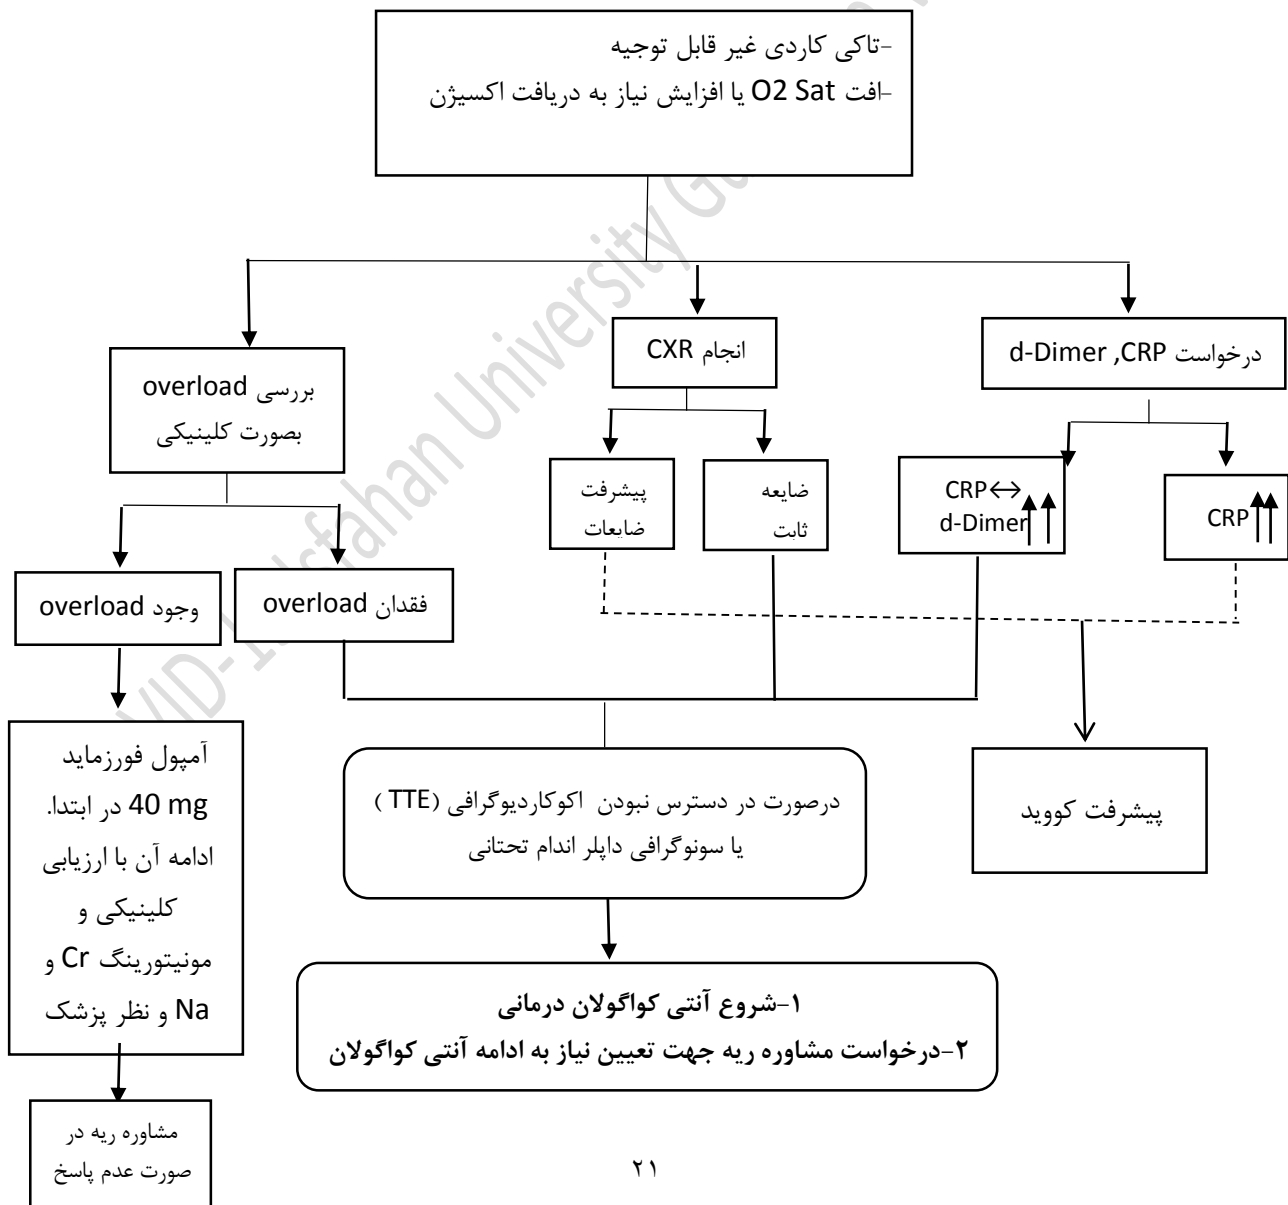 -تاکی کاردی غیر قابل توجیه
-افت O2 Sat یا افزایش نیاز به دریافت اکسیژن
درخواست d-Dimer ,CRP
انجام CXR
بررسی overload
بصورت کلینیکی
CRP↔
d-Dimer↑↑
CRP↑↑
ضایعه
ثابت
پیشرفت
ضایعات
فقدان overload
وجود overload
آمپول فورزماید
40 mg در ابتدا.
ادامه آن با ارزیابی
کلینیکی و
مونیتورینگ Cr و
Na و نظر پزشک
درصورت در دسترس نبودن اکوکاردیوگرافی (TTE )
یا سونوگرافی داپلر اندام تحتانی
پیشرفت کووید
۱-شروع آنتی کواگولان درمانی
۲-درخواست مشاوره ریه جهت تعیین نیاز به ادامه آنتی کواگولان
مشاوره ریه در
صورت عدم پاسخ
۲۱
Isfahan University